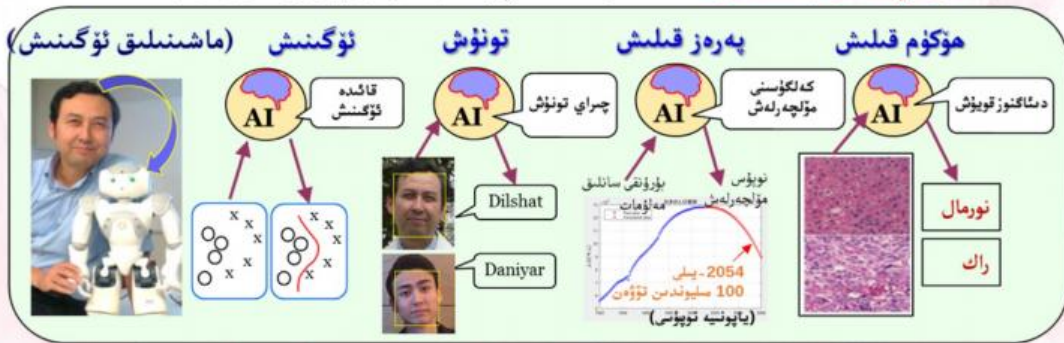 (ماشىنىلىق ئۆگىنىش)
ئۆگىنىش
تونۇش
پەرەز قىلىش
ھۆكۈم قىلىش
AI
قائىدە
ئۆگىنىش
AI
چىراي تونۇش
AI
كەلگۈسىنى
مۆلچەرلەش
AI
دىئاگنوز قويۇش
x
x
x
x
x
x
x
x
x
x
Dilshat
Daniyar
بۇرۇنقى سانلىق
مەلۇمات
نوپۇس
مۆلچەرلەش
2054-يىلى
100 مىليوندىن تۆۋەن
(ياپونىيە نوپۇسى)
نورمال
راك